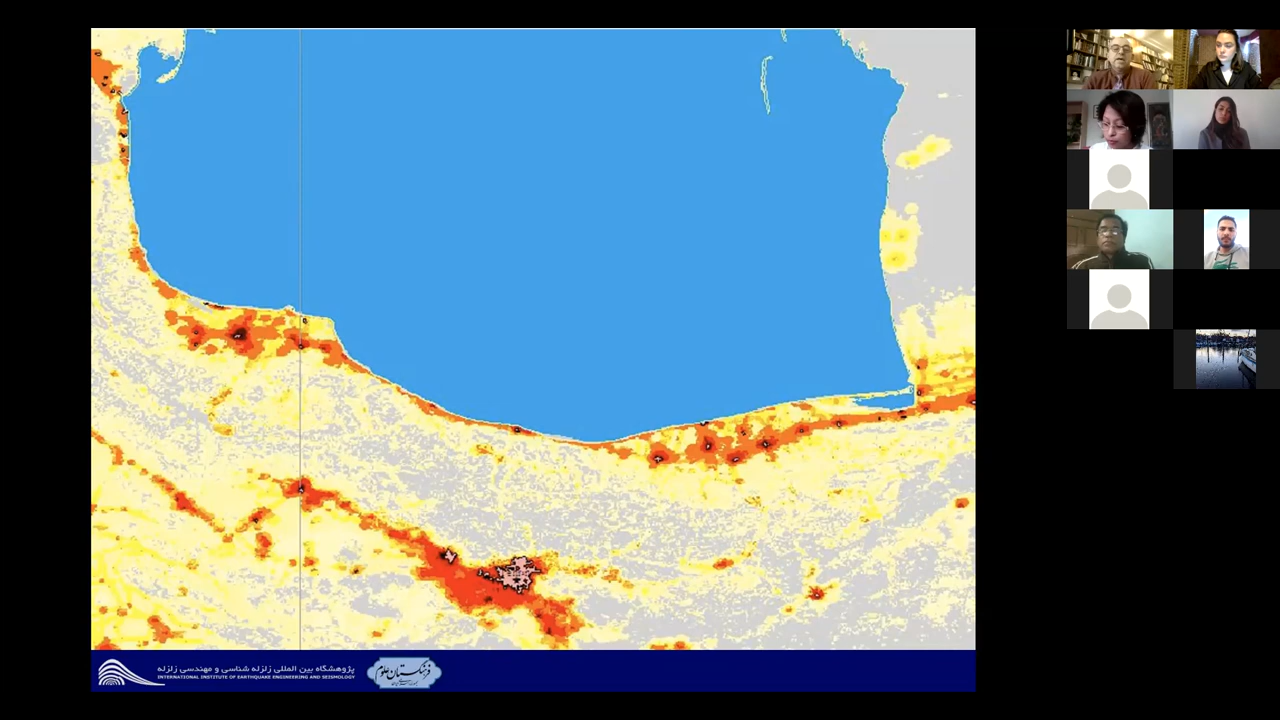 پژوهشگاه بین المللی زلزله شناسی و مهندسی زلزله
INTERNATIONAL INSTITUTE OF EARTHQUAKE ENGINEERING AND SEISMOLOGY
فرهنگستان علوم